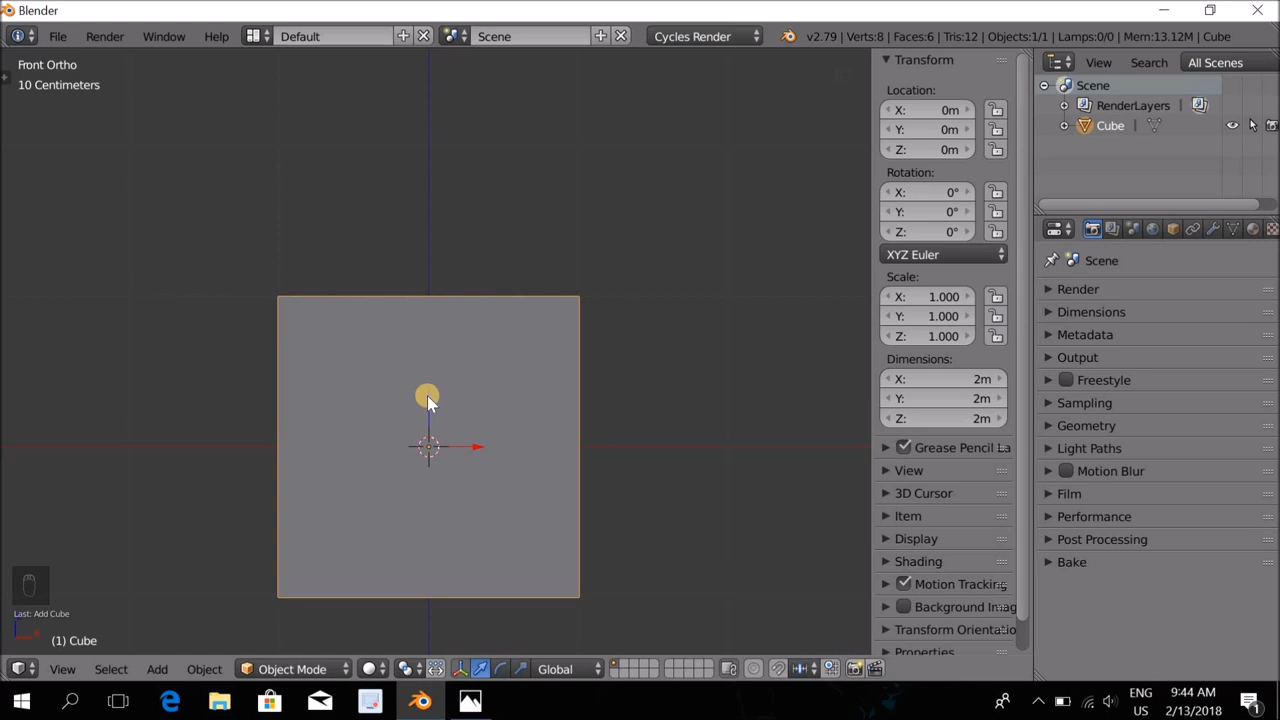 Blender
File Render Window Help Default Scene Cycles Render v2.79 | Verts:8 | Faces:6 | Tris:12 | Objects:1/1 | Lamps:0/0 | Mem:13.12M | Cube
Front Ortho
10 Centimeters
Last: Add Cube
(1) Cube
View Select Add Object Object Mode Global
Transform
Location:
X: 0m
Y: 0m
Z: 0m
Rotation:
X: 0°
Y: 0°
Z: 0°
XYZ Euler
Scale:
X: 1.000
Y: 1.000
Z: 1.000
Dimensions:
X: 2m
Y: 2m
Z: 2m
Grease Pencil La
View
3D Cursor
Item
Display
Shading
Motion Tracking
Background Imag
Transform Orientatio
Properties
View Search All Scenes
Scene
RenderLayers
Cube
Scene
Render
Dimensions
Metadata
Output
Freestyle
Sampling
Geometry
Light Paths
Motion Blur
Film
Performance
Post Processing
Bake
ENG
US
9:44 AM
2/13/2018
1